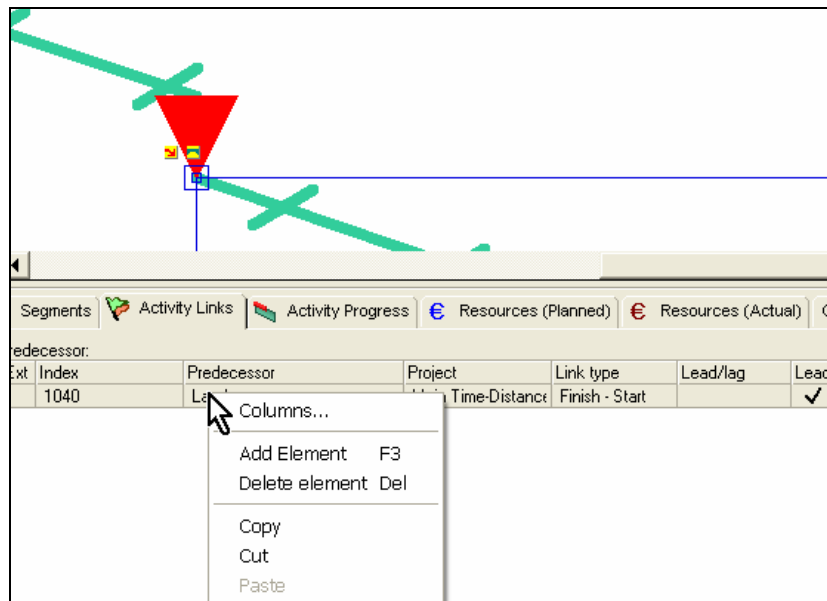 Segments Activity Links Activity Progress € Resources (Planned) € Resources (Actual)
redecessor:
Ext Index Predecessor Project Link type Lead/lag Lead
1040 Time-Distance Finish - Start
Columns...
Add Element F3
Delete element Del
Copy
Cut
Paste